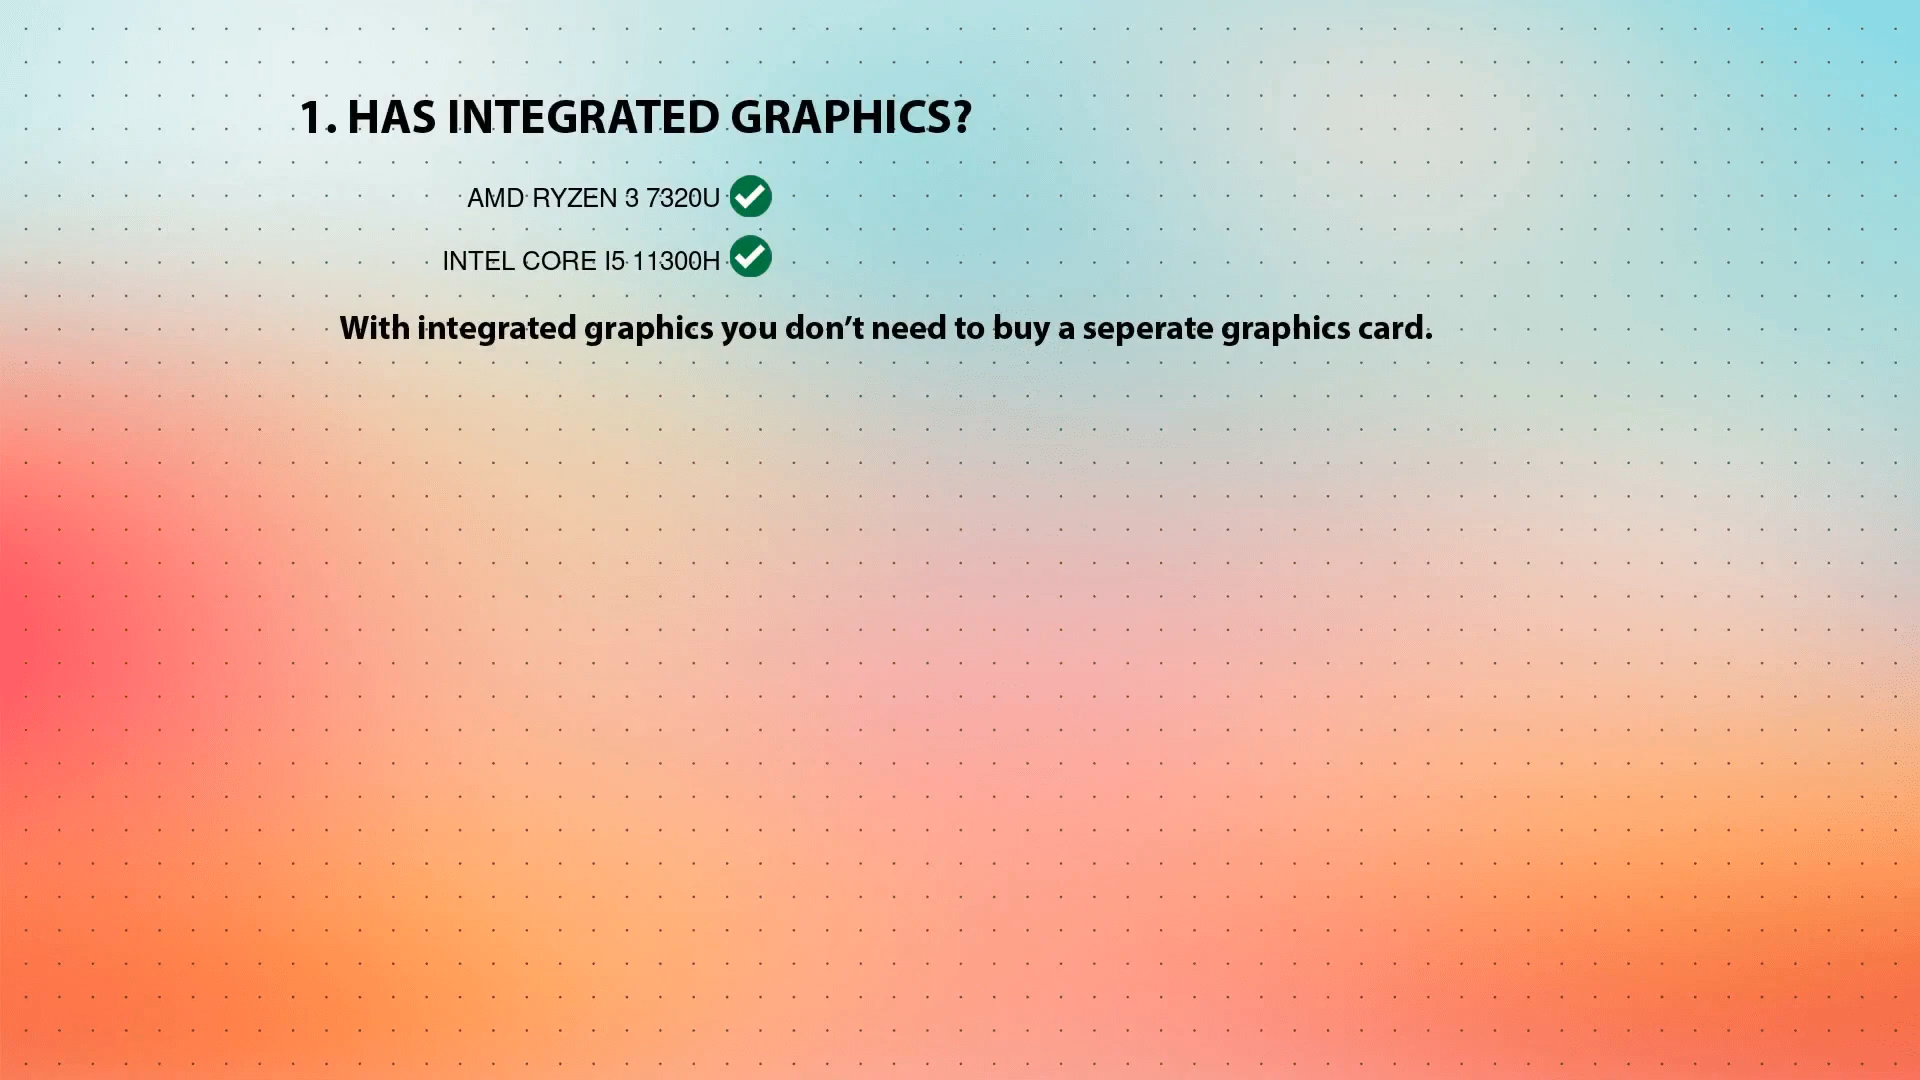 1. HAS INTEGRATED GRAPHICS?
AMD RYZEN 3 7320U
INTEL CORE I5 11300H
With integrated graphics you don’t need to buy a seperate graphics card.